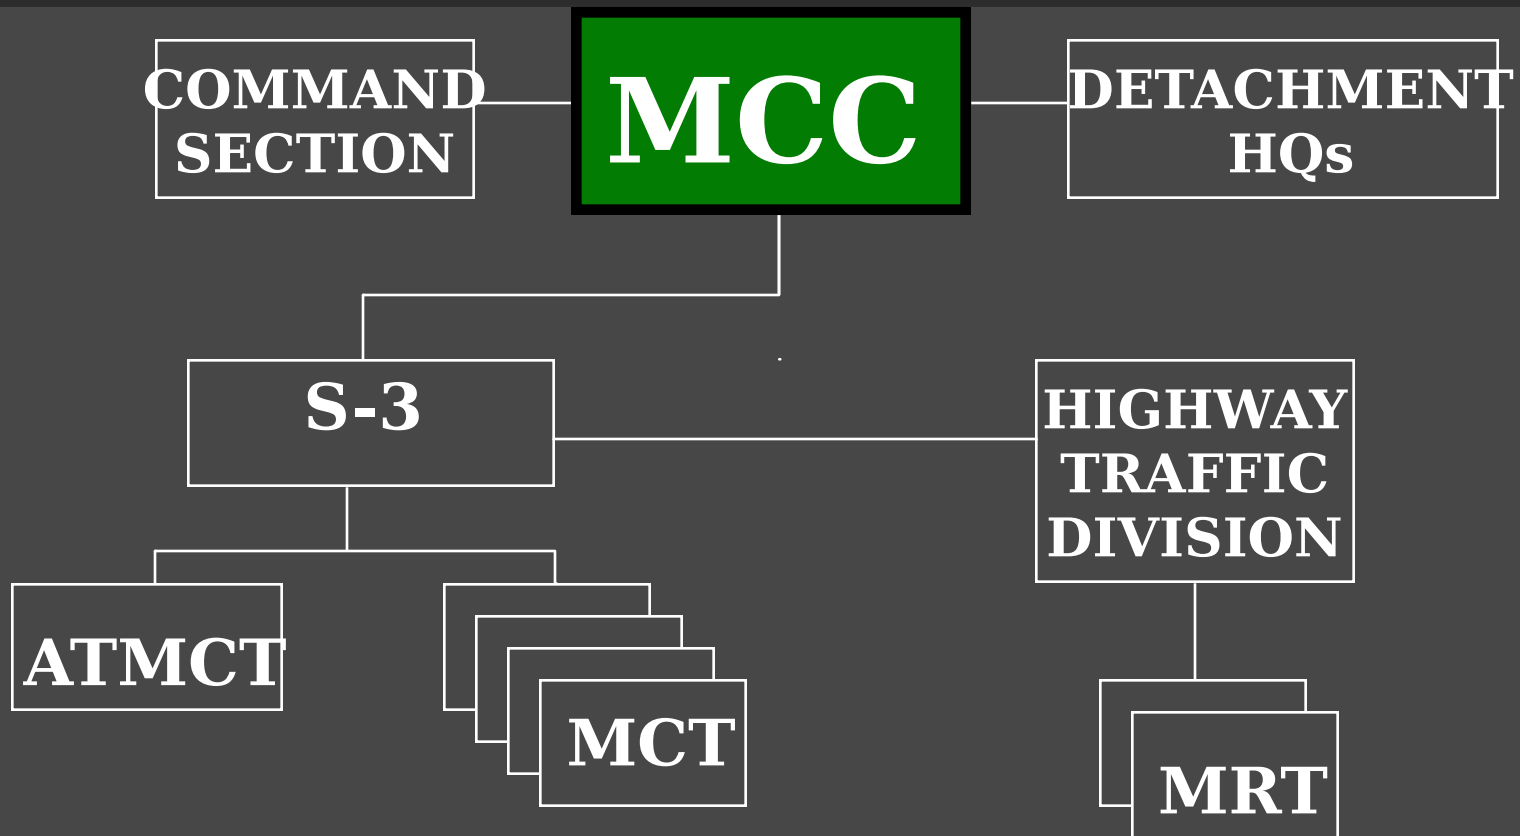 COMMAND
SECTION
MCC
DETACHMENT
HQs
S-3
HIGHWAY
TRAFFIC
DIVISION
ATMCT
MCT
MRT